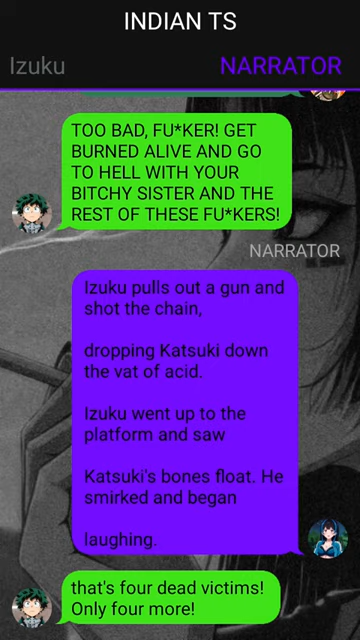 INDIAN TS
Izuku
NARRATOR
TOO BAD, FU*KER! GET
BURNED ALIVE AND GO
TO HELL WITH YOUR
BITCHY SISTER AND THE
REST OF THESE FU*KERS!
NARRATOR
Izuku pulls out a gun and
shot the chain,
dropping Katsuki down
the vat of acid.
Izuku went up to the
platform and saw
Katsuki's bones float. He
smirked and began
laughing.
that's four dead victims!
Only four more!